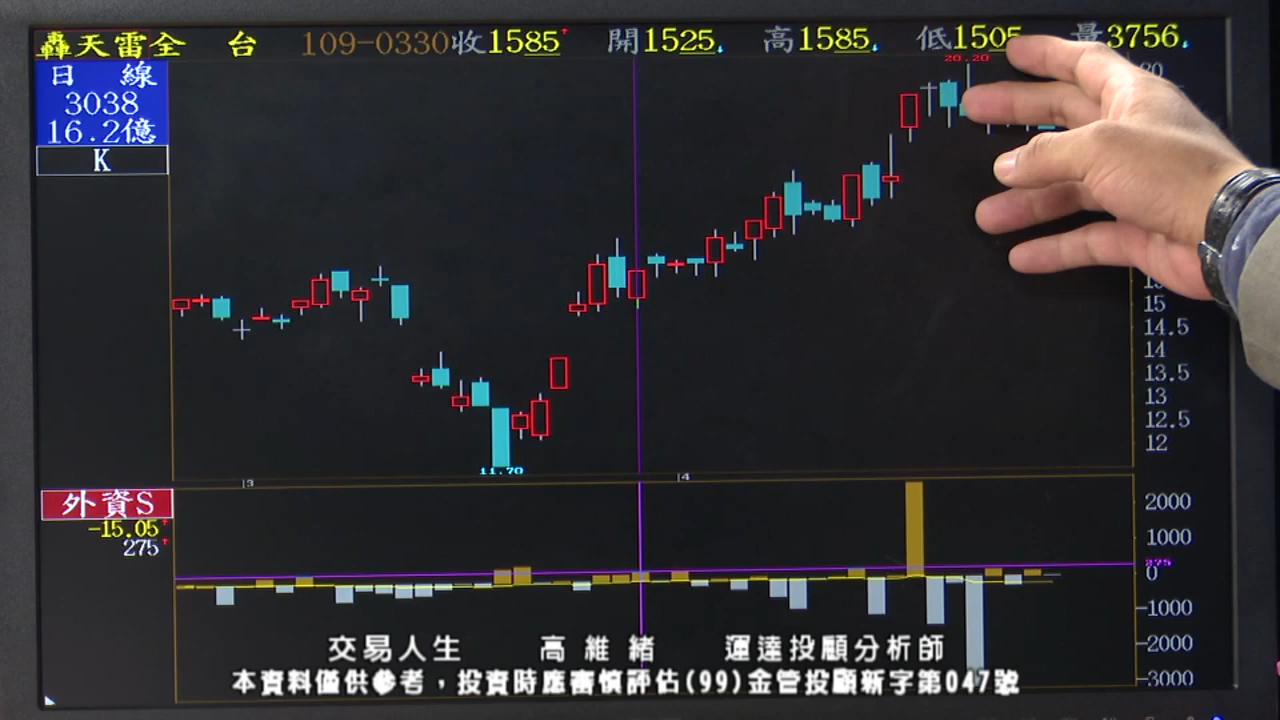 轟天雷全 台 109-0330收1585 開1525 高1585 低1505 量3756
日 線
3038
16.2億
K
20.20
11.70
15
14.5
14
13.5
13
12.5
12
3 4
外資S
-15.05
275
2000
1000
275
0
-1000
-2000
-3000
交易人生 高維緒 運達投顧分析師
本資料僅供參考，投資時應審慎評估(99)金管投顧新字第047號